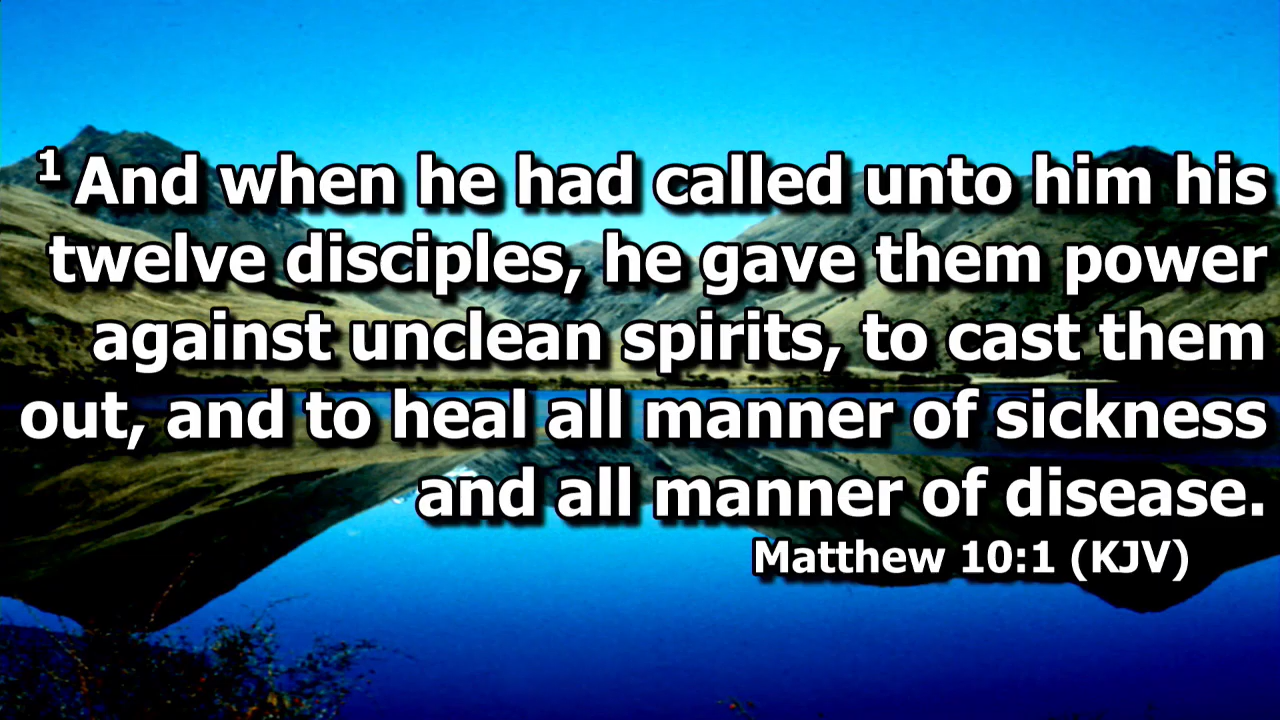 1 And when he had called unto him his
twelve disciples, he gave them power
against unclean spirits, to cast them
out, and to heal all manner of sickness
and all manner of disease.
Matthew 10:1 (KJV)